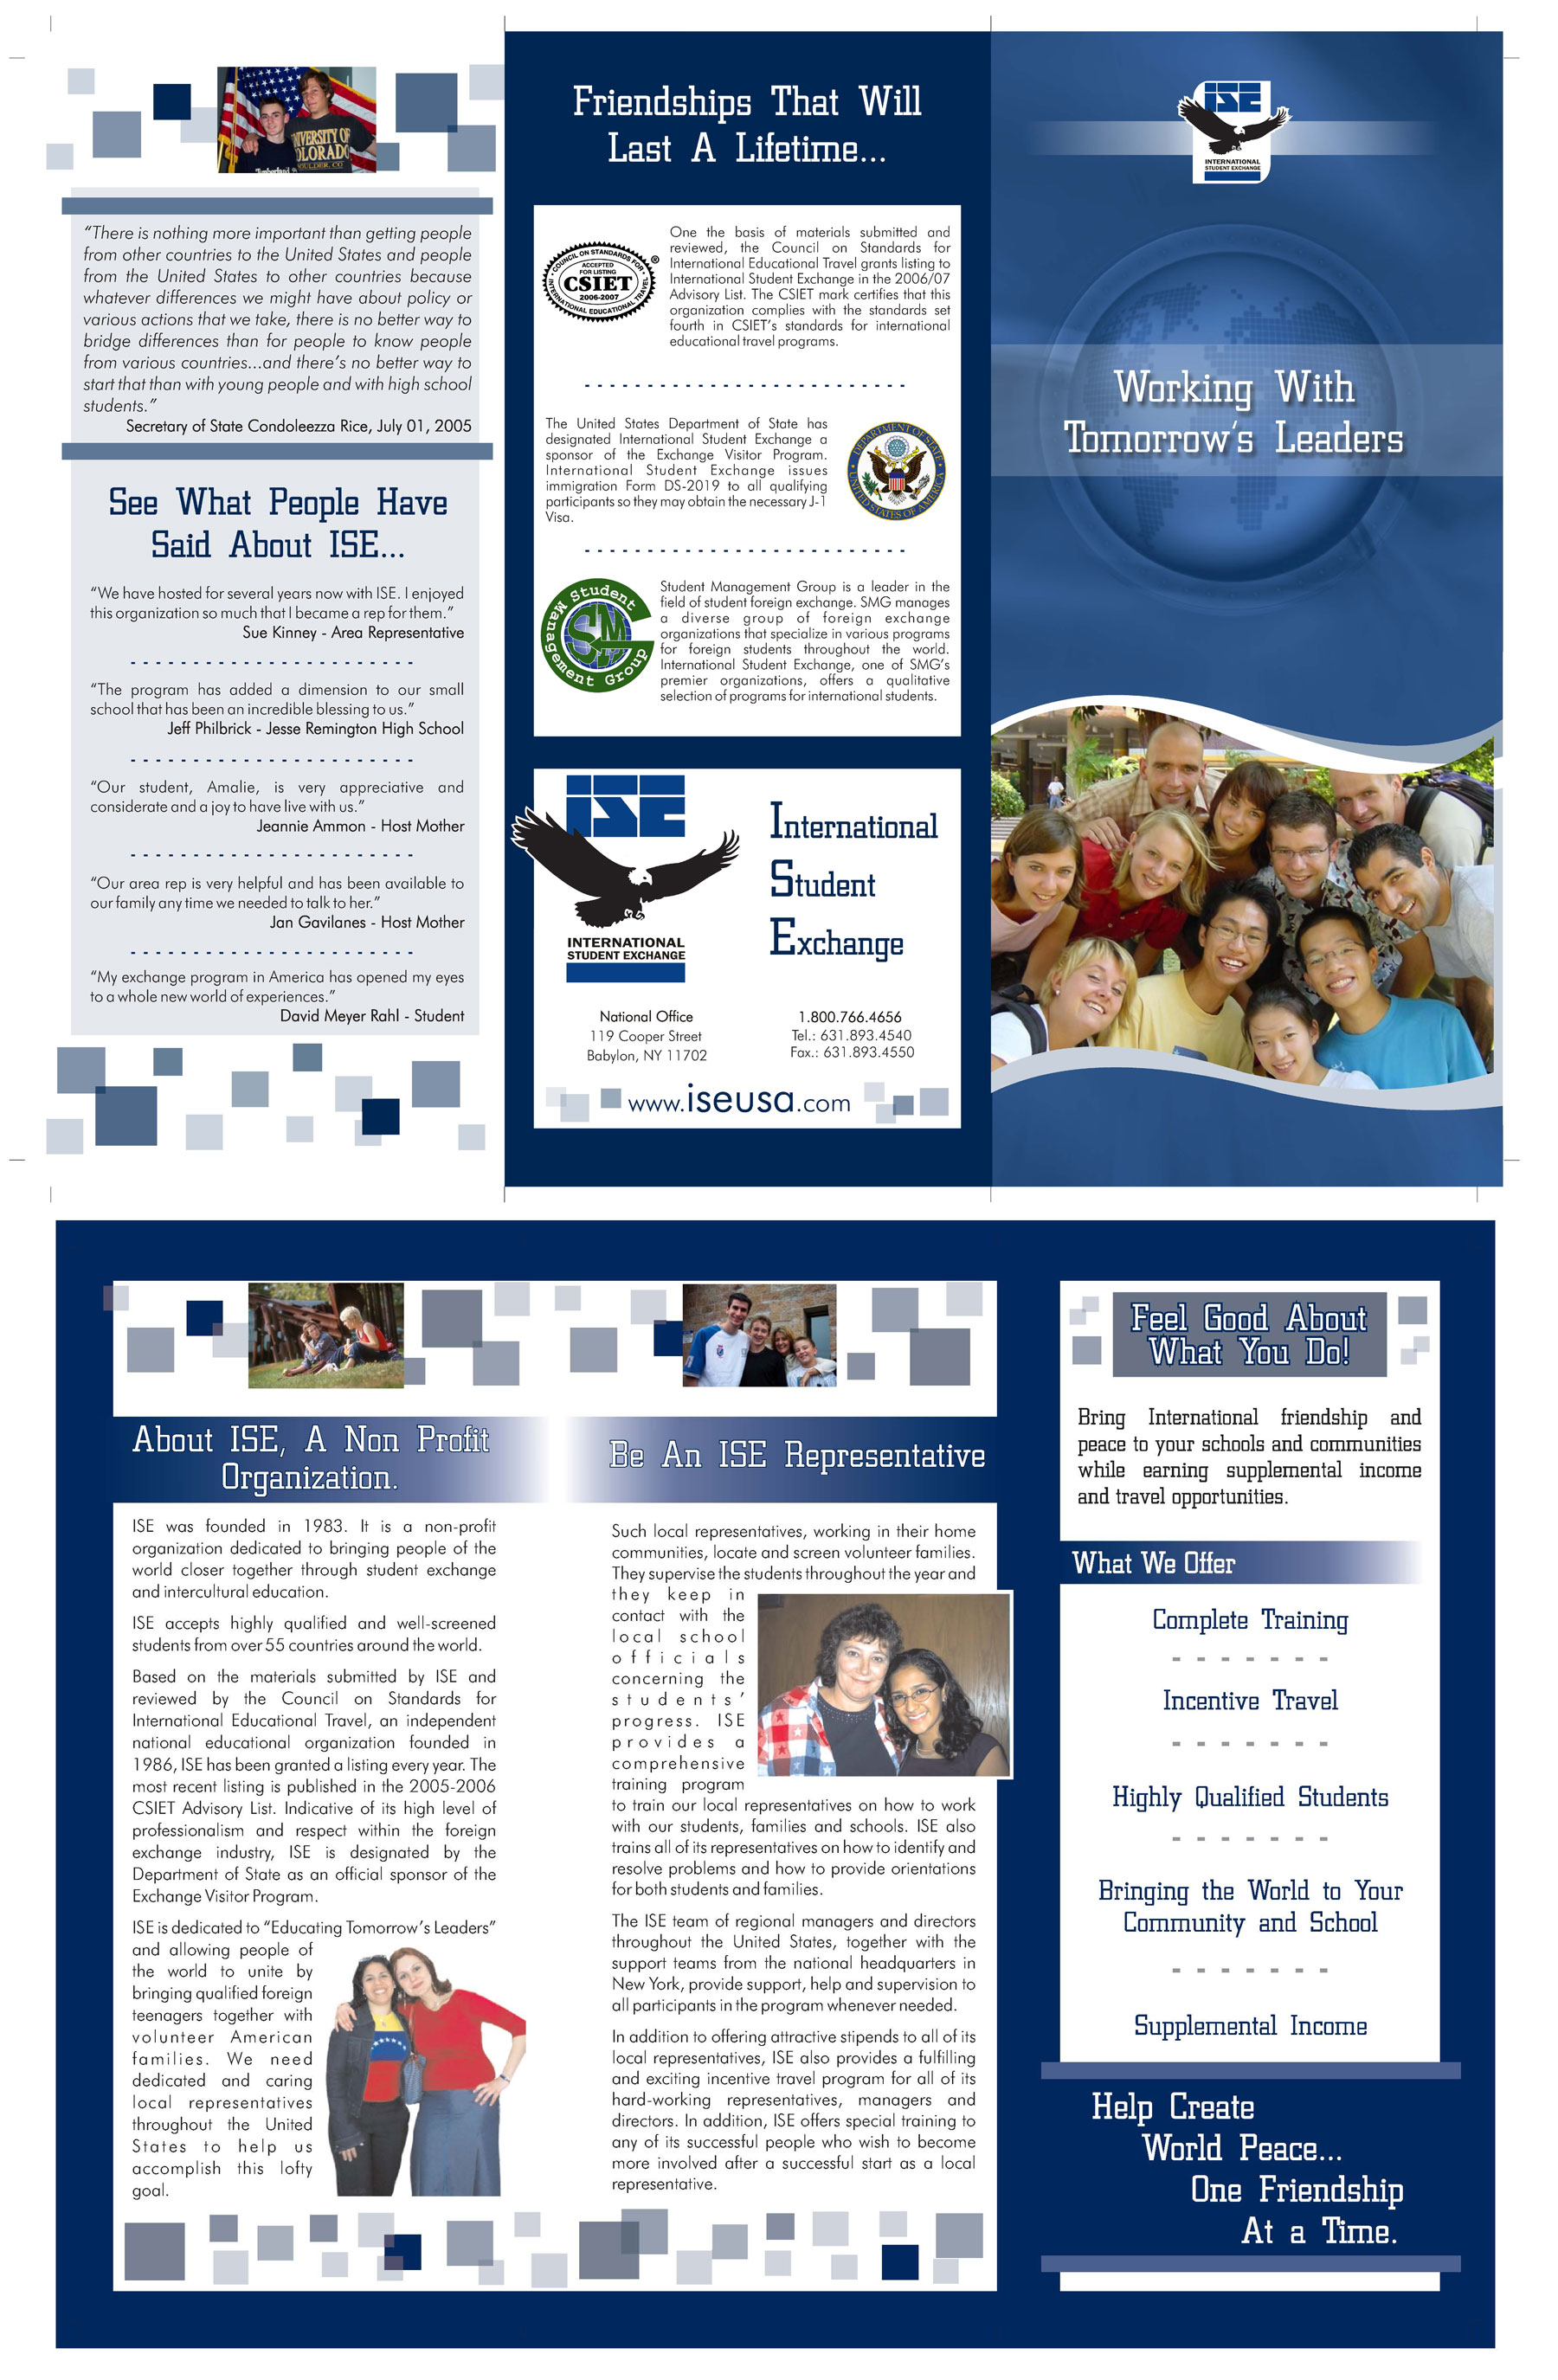 UNIVERSITY OF
COLORADO
BOULDER, CO
Timberland
“There is nothing more important than getting people
from other countries to the United States and people
from the United States to other countries because
whatever differences we might have about policy or
various actions that we take, there is no better way to
bridge differences than for people to know people
from various countries...and there’s no better way to
start that than with young people and with high school
students.”
Secretary of State Condoleezza Rice, July 01, 2005
See What People Have
Said About ISE...
“We have hosted for several years now with ISE. I enjoyed
this organization so much that I became a rep for them.”
Sue Kinney - Area Representative
“The program has added a dimension to our small
school that has been an incredible blessing to us.”
Jeff Philbrick - Jesse Remington High School
“Our student, Amalie, is very appreciative and
considerate and a joy to have live with us.”
Jeannie Ammon - Host Mother
“Our area rep is very helpful and has been available to
our family any time we needed to talk to her.”
Jan Gavilanes - Host Mother
“My exchange program in America has opened my eyes
to a whole new world of experiences.”
David Meyer Rahl - Student
Friendships That Will
Last A Lifetime...
COUNCIL ON STANDARDS FOR
INTERNATIONAL EDUCATIONAL TRAVEL
ACCEPTED
FOR LISTING
CSIET
2006-2007
®
One the basis of materials submitted and
reviewed, the Council on Standards for
International Educational Travel grants listing to
International Student Exchange in the 2006/07
Advisory List. The CSIET mark certifies that this
organization complies with the standards set
fourth in CSIET’s standards for international
educational travel programs.
The United States Department of State has
designated International Student Exchange a
sponsor of the Exchange Visitor Program.
International Student Exchange issues
immigration Form DS-2019 to all qualifying
participants so they may obtain the necessary J-1
Visa.
DEPARTMENT OF STATE
UNITED STATES OF AMERICA
Student
Management Group
SMG
Student Management Group is a leader in the
field of student foreign exchange. SMG manages
a diverse group of foreign exchange
organizations that specialize in various programs
for foreign students throughout the world.
International Student Exchange, one of SMG’s
premier organizations, offers a qualitative
selection of programs for international students.
ISE
INTERNATIONAL
STUDENT EXCHANGE
International
Student
Exchange
National Office
119 Cooper Street
Babylon, NY 11702
1.800.766.4656
Tel.: 631.893.4540
Fax.: 631.893.4550
www.iseusa.com
ISE
INTERNATIONAL
STUDENT EXCHANGE
Working With
Tomorrow’s Leaders
About ISE, A Non Profit
Organization.
ISE was founded in 1983. It is a non-profit
organization dedicated to bringing people of the
world closer together through student exchange
and intercultural education.
ISE accepts highly qualified and well-screened
students from over 55 countries around the world.
Based on the materials submitted by ISE and
reviewed by the Council on Standards for
International Educational Travel, an independent
national educational organization founded in
1986, ISE has been granted a listing every year. The
most recent listing is published in the 2005-2006
CSIET Advisory List. Indicative of its high level of
professionalism and respect within the foreign
exchange industry, ISE is designated by the
Department of State as an official sponsor of the
Exchange Visitor Program.
ISE is dedicated to “Educating Tomorrow’s Leaders”
and allowing people of
the world to unite by
bringing qualified foreign
teenagers together with
volunteer American
families. We need
dedicated and caring
local representatives
throughout the United
States to help us
accomplish this lofty
goal.
Be An ISE Representative
Such local representatives, working in their home
communities, locate and screen volunteer families.
They supervise the students throughout the year and
they keep in
contact with the
local school
officials
concerning the
students’
progress. ISE
provides a
comprehensive
training program
to train our local representatives on how to work
with our students, families and schools. ISE also
trains all of its representatives on how to identify and
resolve problems and how to provide orientations
for both students and families.
The ISE team of regional managers and directors
throughout the United States, together with the
support teams from the national headquarters in
New York, provide support, help and supervision to
all participants in the program whenever needed.
In addition to offering attractive stipends to all of its
local representatives, ISE also provides a fulfilling
and exciting incentive travel program for all of its
hard-working representatives, managers and
directors. In addition, ISE offers special training to
any of its successful people who wish to become
more involved after a successful start as a local
representative.
Feel Good About
What You Do!
Bring International friendship and
peace to your schools and communities
while earning supplemental income
and travel opportunities.
What We Offer
Complete Training
Incentive Travel
Highly Qualified Students
Bringing the World to Your
Community and School
Supplemental Income
Help Create
World Peace...
One Friendship
At a Time.